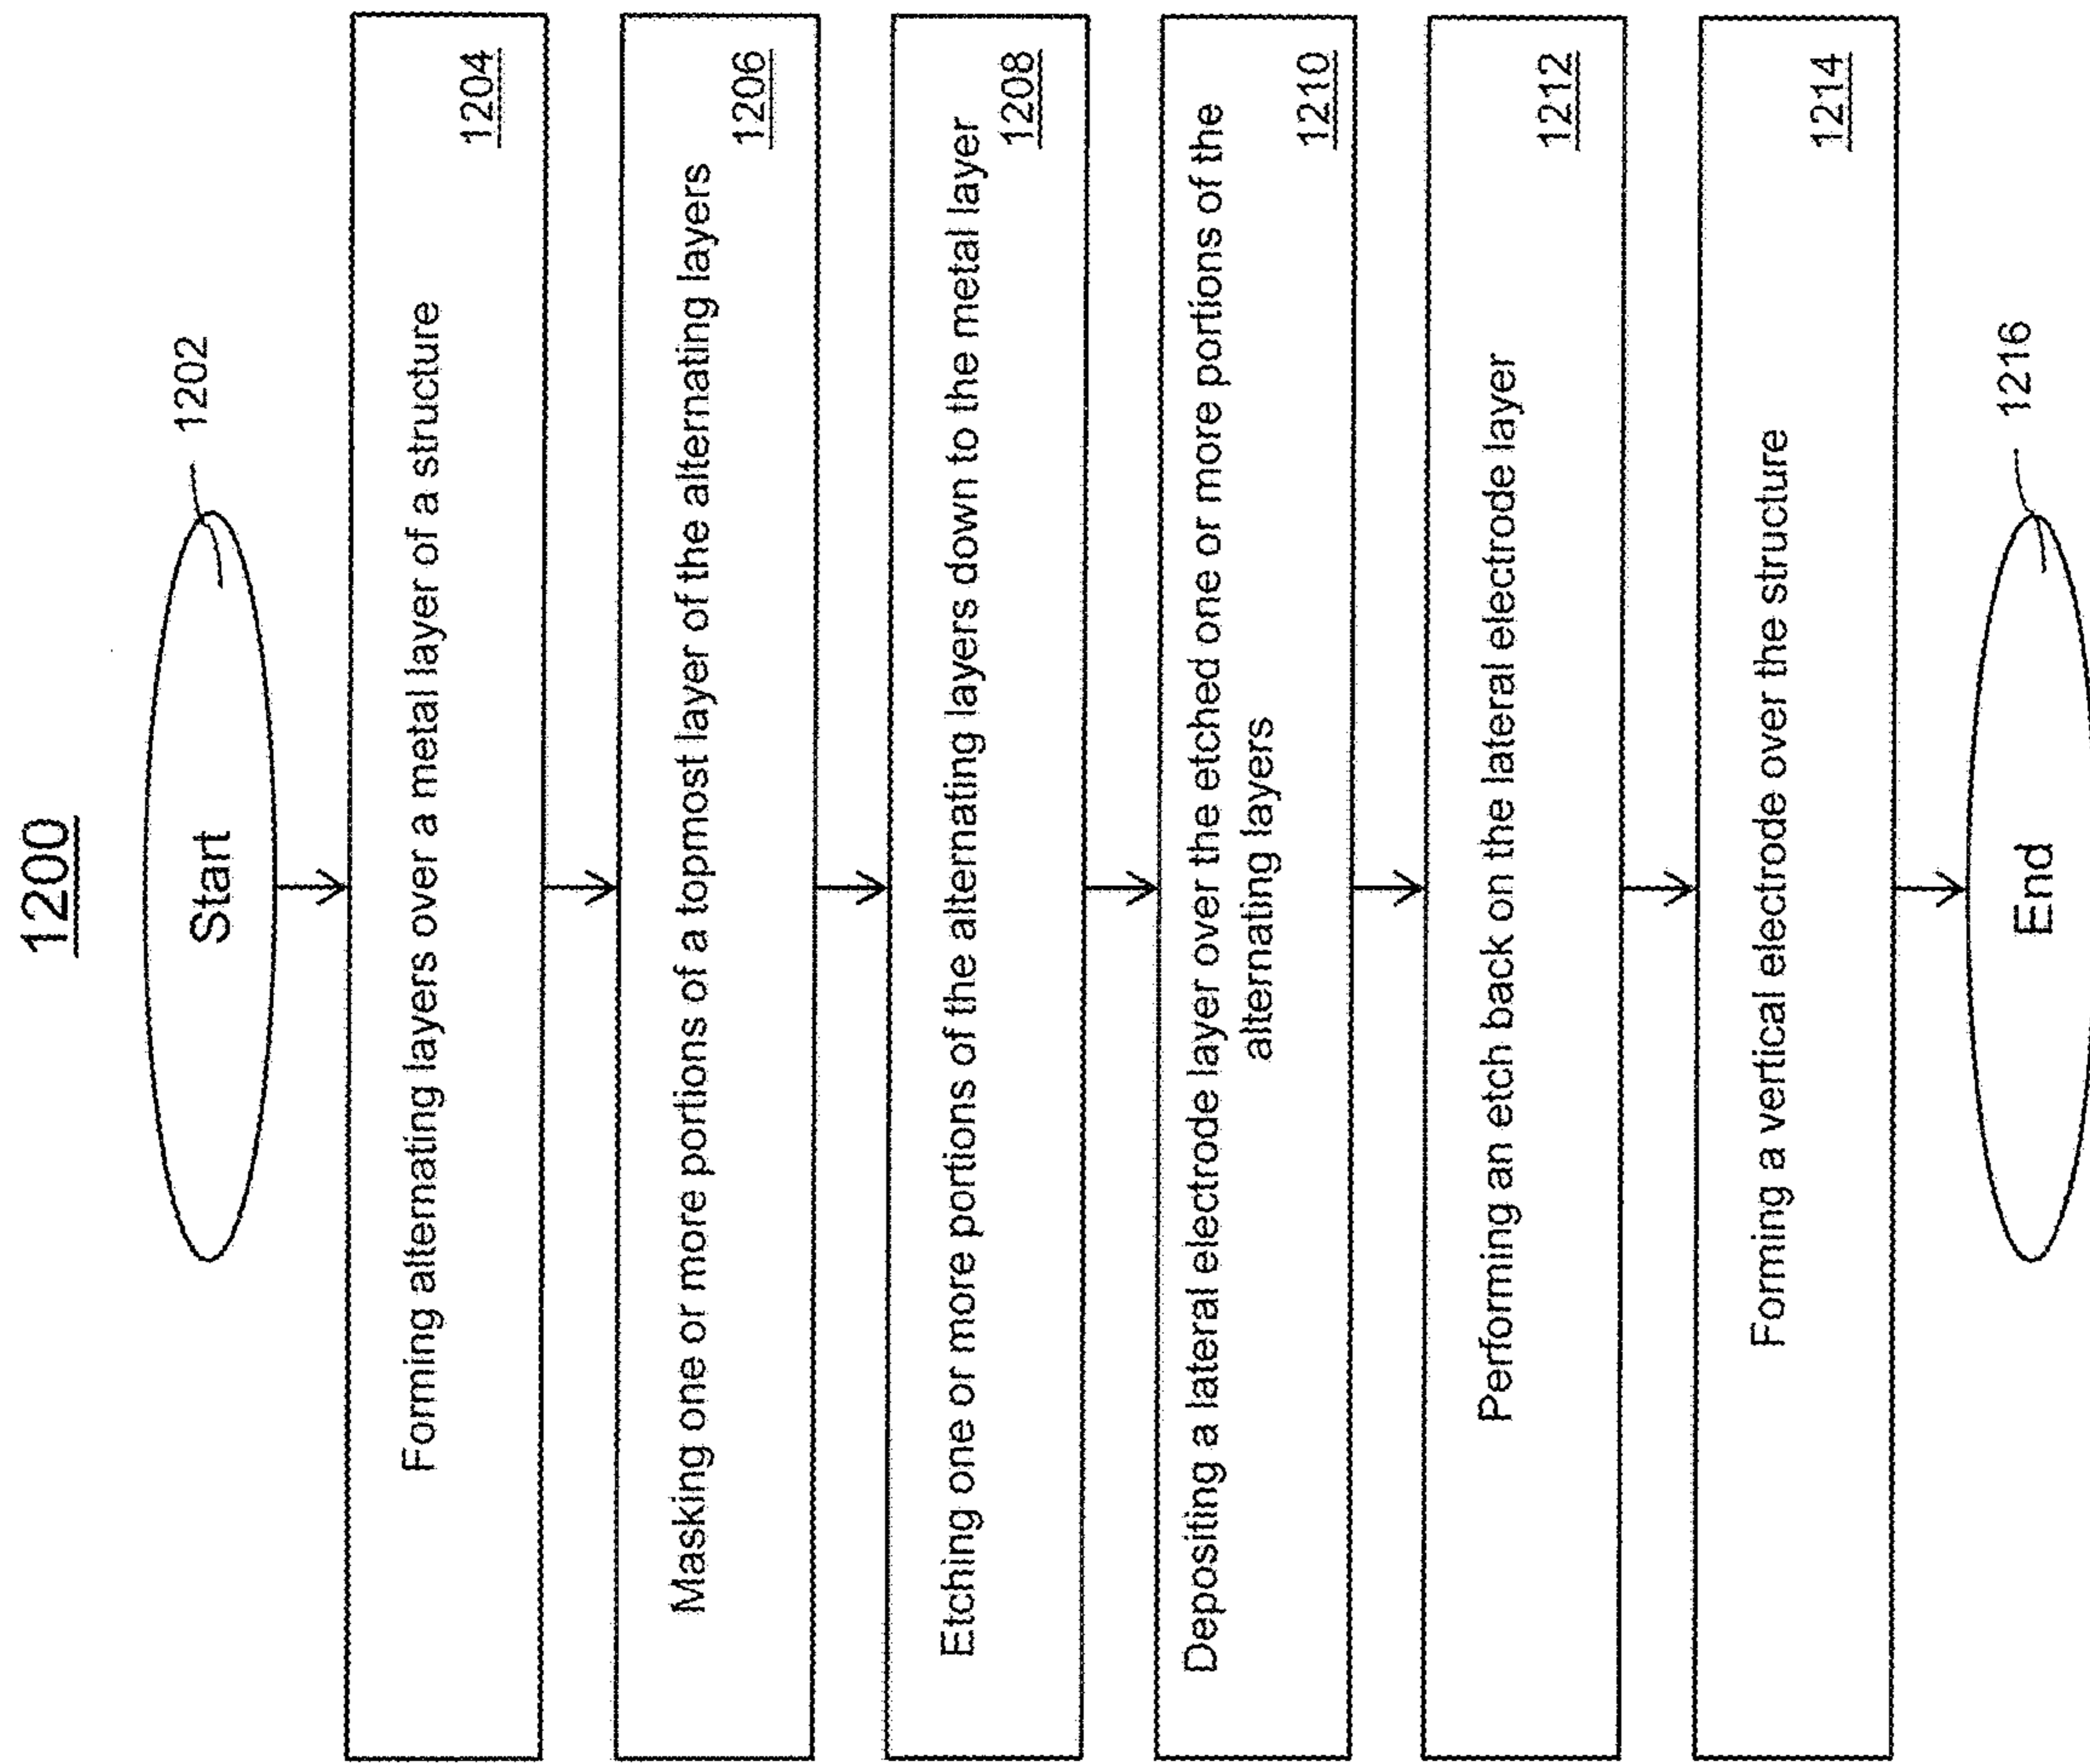 1200
Start
1202
Forming alternating layers over a metal layer of a structure
1204
Masking one or more portions of a topmost layer of the alternating layers
1206
Etching one or more portions of the alternating layers down to the metal layer
1208
Depositing a lateral electrode layer over the etched one or more portions of the
alternating layers
1210
Performing an etch back on the lateral electrode layer
1212
Forming a vertical electrode over the structure
1214
End
1216